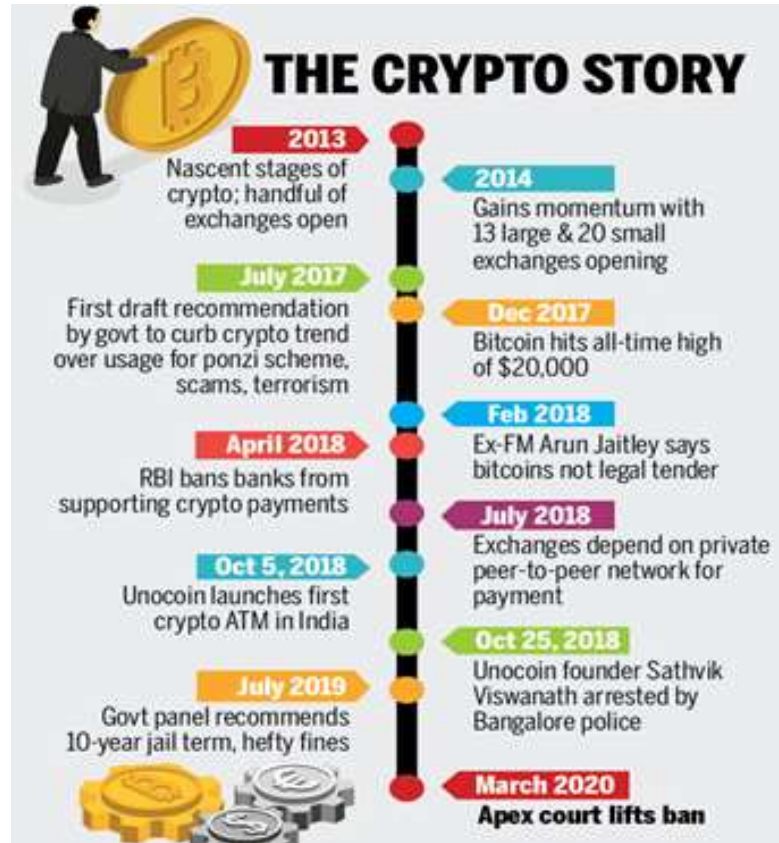 THE CRYPTO STORY
2013
Nascent stages of
crypto; handful of
exchanges open
2014
Gains momentum with
13 large & 20 small
exchanges opening
July 2017
First draft recommendation
by govt to curb crypto trend
over usage for ponzi scheme,
scams, terrorism
Dec 2017
Bitcoin hits all-time high
of $20,000
Feb 2018
Ex-FM Arun Jaitley says
bitcoins not legal tender
April 2018
RBI bans banks from
supporting crypto payments
July 2018
Exchanges depend on private
peer-to-peer network for
payment
Oct 5, 2018
Unocoin launches first
crypto ATM in India
Oct 25, 2018
Unocoin founder Sathvik
Viswanath arrested by
Bangalore police
July 2019
Govt panel recommends
10-year jail term, hefty fines
March 2020
Apex court lifts ban